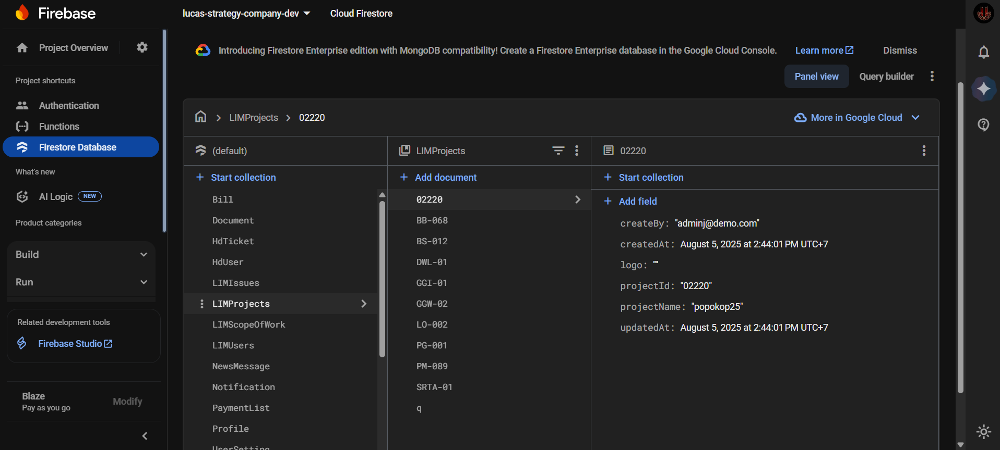 Firebase
lucas-strategy-company-dev
Cloud Firestore
Project Overview
Project shortcuts
Authentication
Functions
Firestore Database
What's new
AI Logic NEW
Product categories
Build
Run
Related development tools
Firebase Studio
Blaze
Pay as you go
Modify
Introducing Firestore Enterprise edition with MongoDB compatibility! Create a Firestore Enterprise database in the Google Cloud Console.
Learn more
Dismiss
Panel view
Query builder
LIMProjects
02220
More in Google Cloud
(default)
Start collection
Bill
Document
HdTicket
HdUser
LIMIssues
LIMProjects
LIMScopeOfWork
LIMUsers
NewsMessage
Notification
PaymentList
Profile
UserSetting
LIMProjects
Add document
02220
BB-068
BS-012
DWL-01
GGI-01
GGW-02
LO-002
PG-001
PM-089
SRTA-01
q
02220
Start collection
Add field
createBy: "adminj@demo.com"
createdAt: August 5, 2025 at 2:44:01 PM UTC+7
logo: ""
projectId: "02220"
projectName: "popokop25"
updatedAt: August 5, 2025 at 2:44:01 PM UTC+7